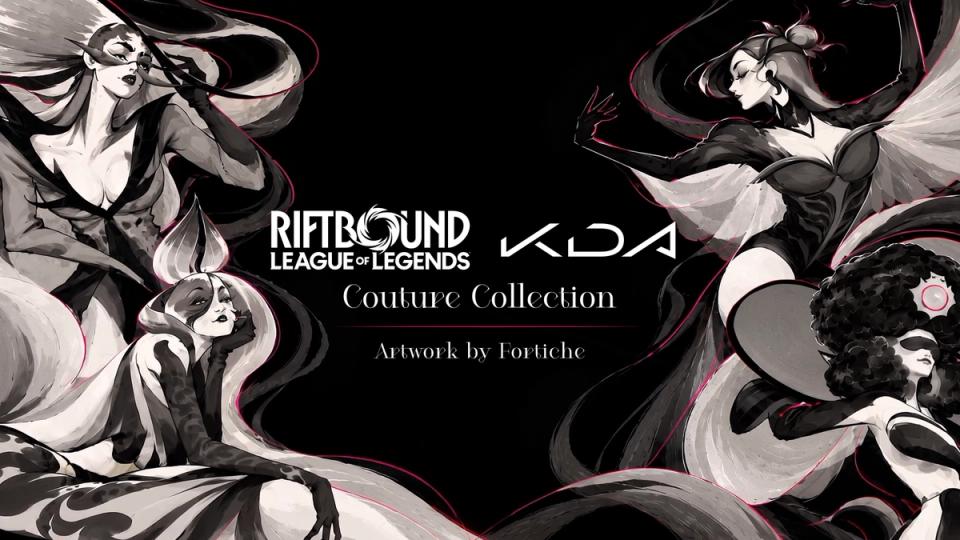 RIFTBOUND
LEAGUE OF LEGENDS
KDA
Couture Collection
Artwork by Fortiche